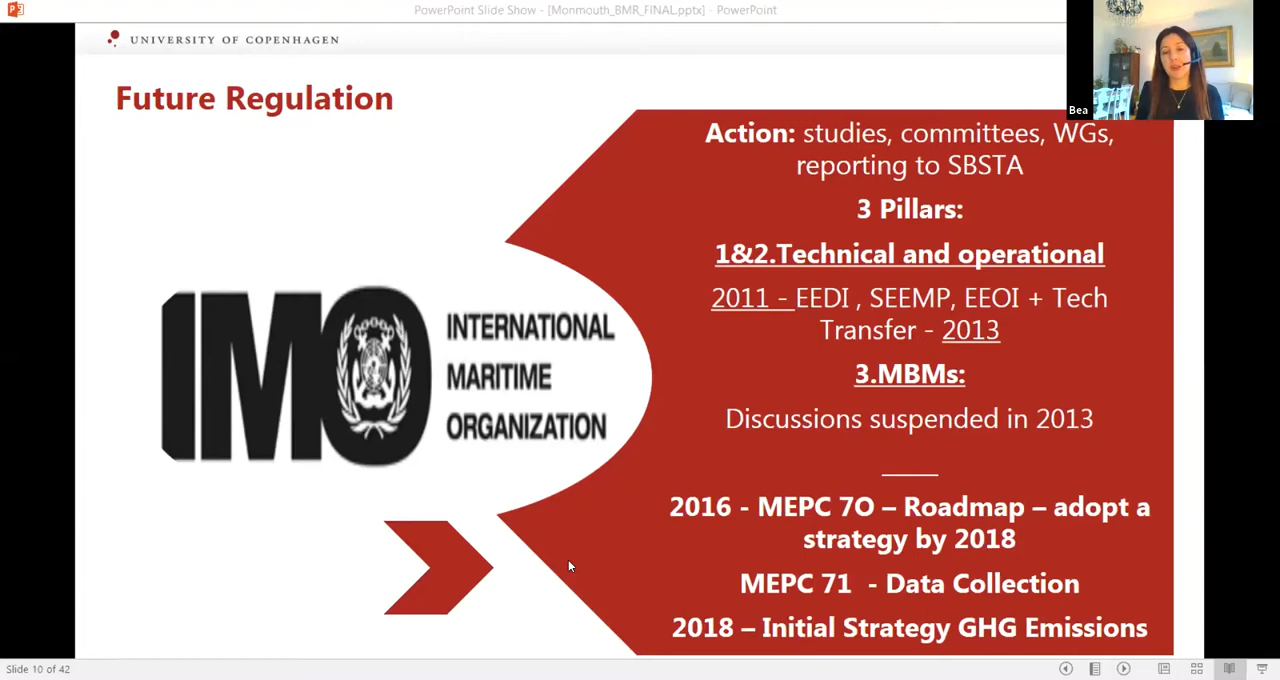 PowerPoint Slide Show - [Monmouth_BMR_FINAL.pptx] - PowerPoint
UNIVERSITY OF COPENHAGEN
Bea
Future Regulation
Action: studies, committees, WGs,
reporting to SBSTA
3 Pillars:
1&2.Technical and operational
2011 - EEDI , SEEMP, EEOI + Tech
Transfer - 2013
3.MBMs:
Discussions suspended in 2013
2016 - MEPC 7O – Roadmap – adopt a
strategy by 2018
MEPC 71 - Data Collection
2018 – Initial Strategy GHG Emissions
IMO
INTERNATIONAL
MARITIME
ORGANIZATION
Slide 10 of 42